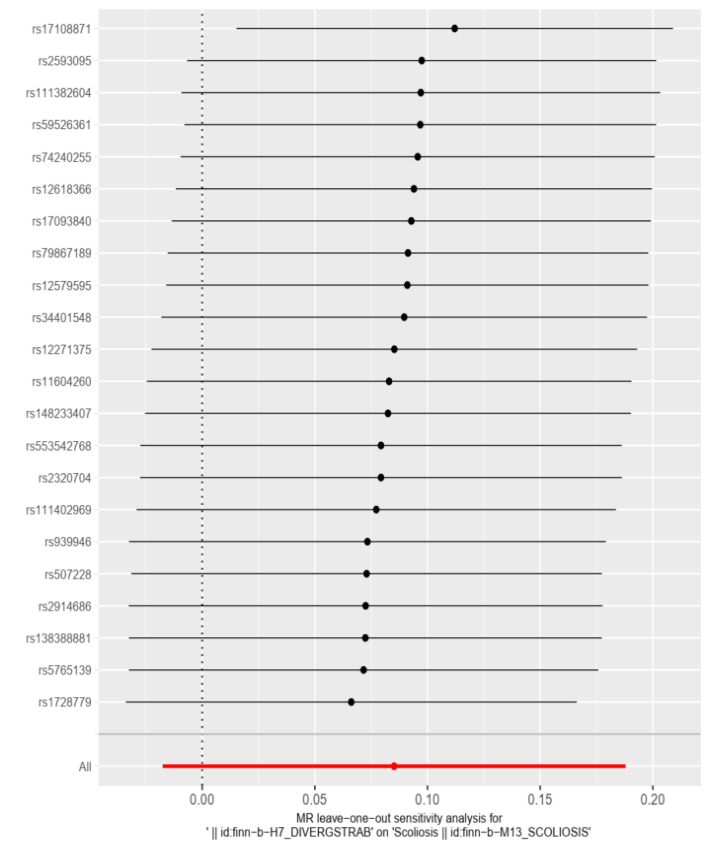 rs17108871
rs2593095
rs111382604
rs59526361
rs74240255
rs12618366
rs17093840
rs79867189
rs12579595
rs34401548
rs12271375
rs11604260
rs148233407
rs553542768
rs2320704
rs111402969
rs939946
rs507228
rs2914686
rs138388881
rs5765139
rs1728779
All
0.00 0.05 0.10 0.15 0.20
MR leave−one−out sensitivity analysis for
' || id:finn−b−H7_DIVERGSTRAB' on 'Scoliosis || id:finn−b−M13_SCOLIOSIS'